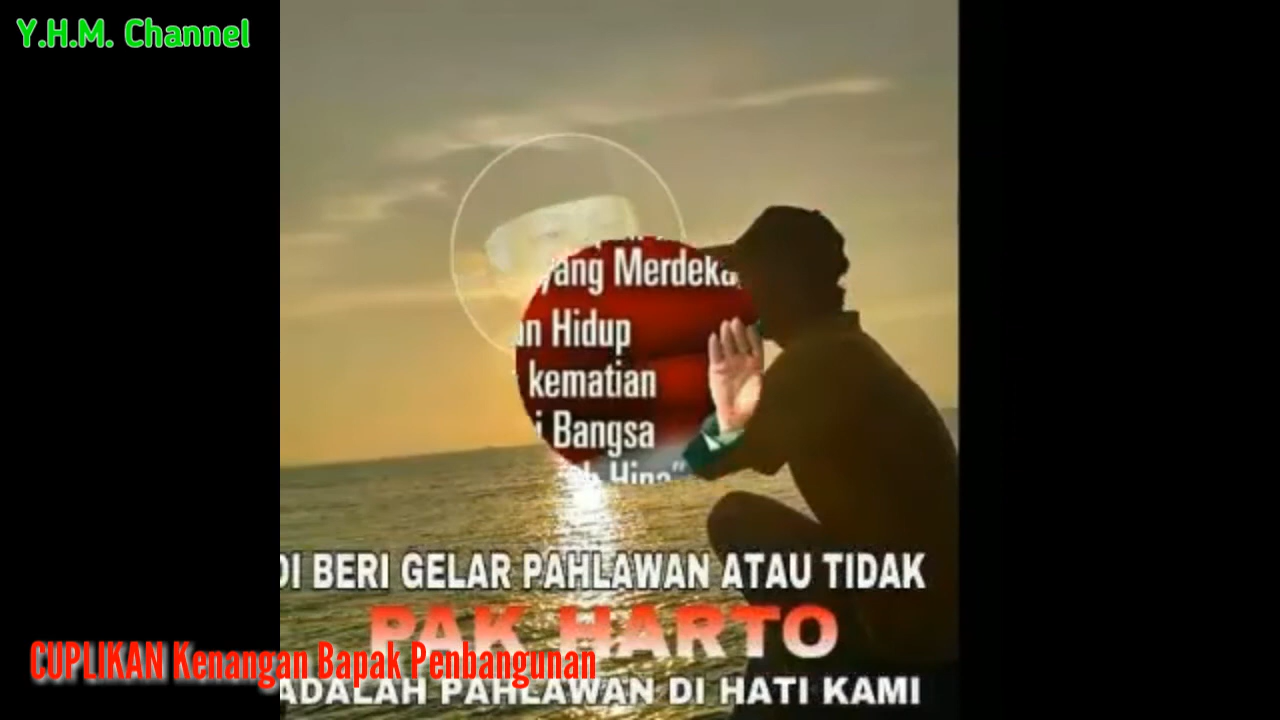 Y.H.M. Channel
yang Merdeka,
Hidup
kematian
Bangsa
Hina"
DI BERI GELAR PAHLAWAN ATAU TIDAK
PAK HARTO
CUPLIKAN Kenangan Bapak Penbangunan
ADALAH PAHLAWAN DI HATI KAMI